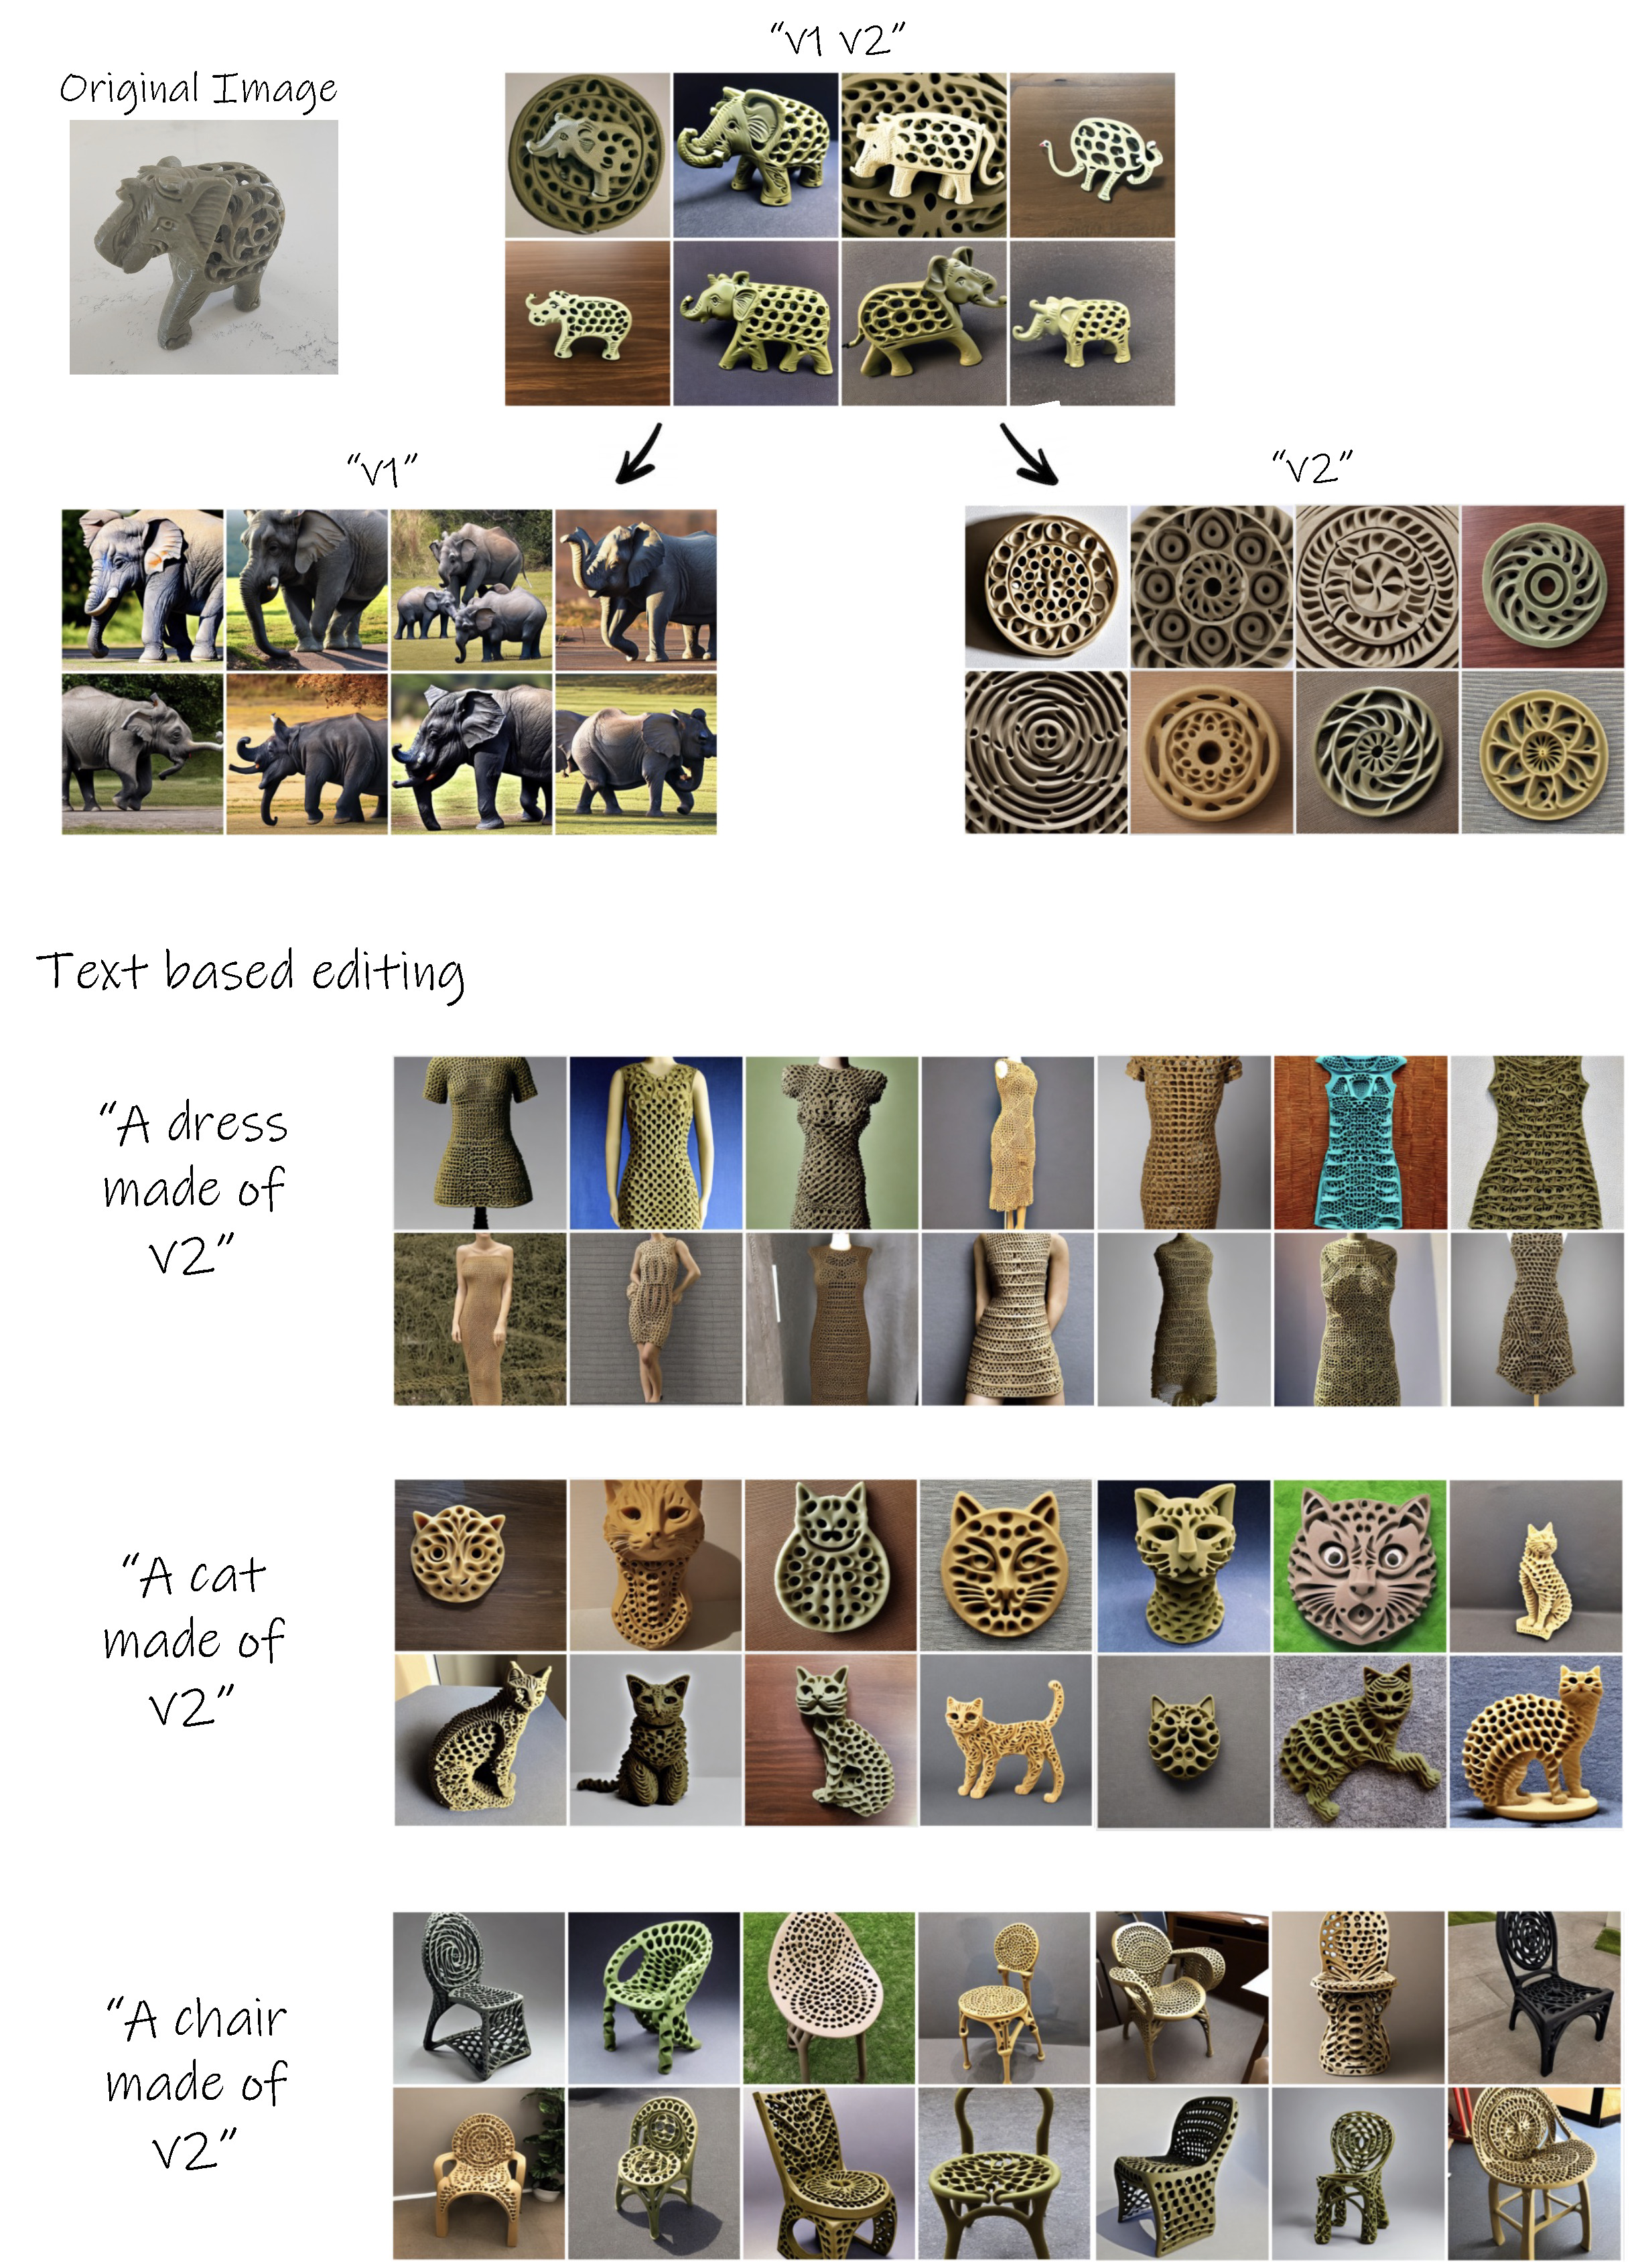 “v1 v2”
Original Image
“v1”
“v2”
Text based editing
“A dress
made of
v2”
“A cat
made of
v2”
“A chair
made of
v2”